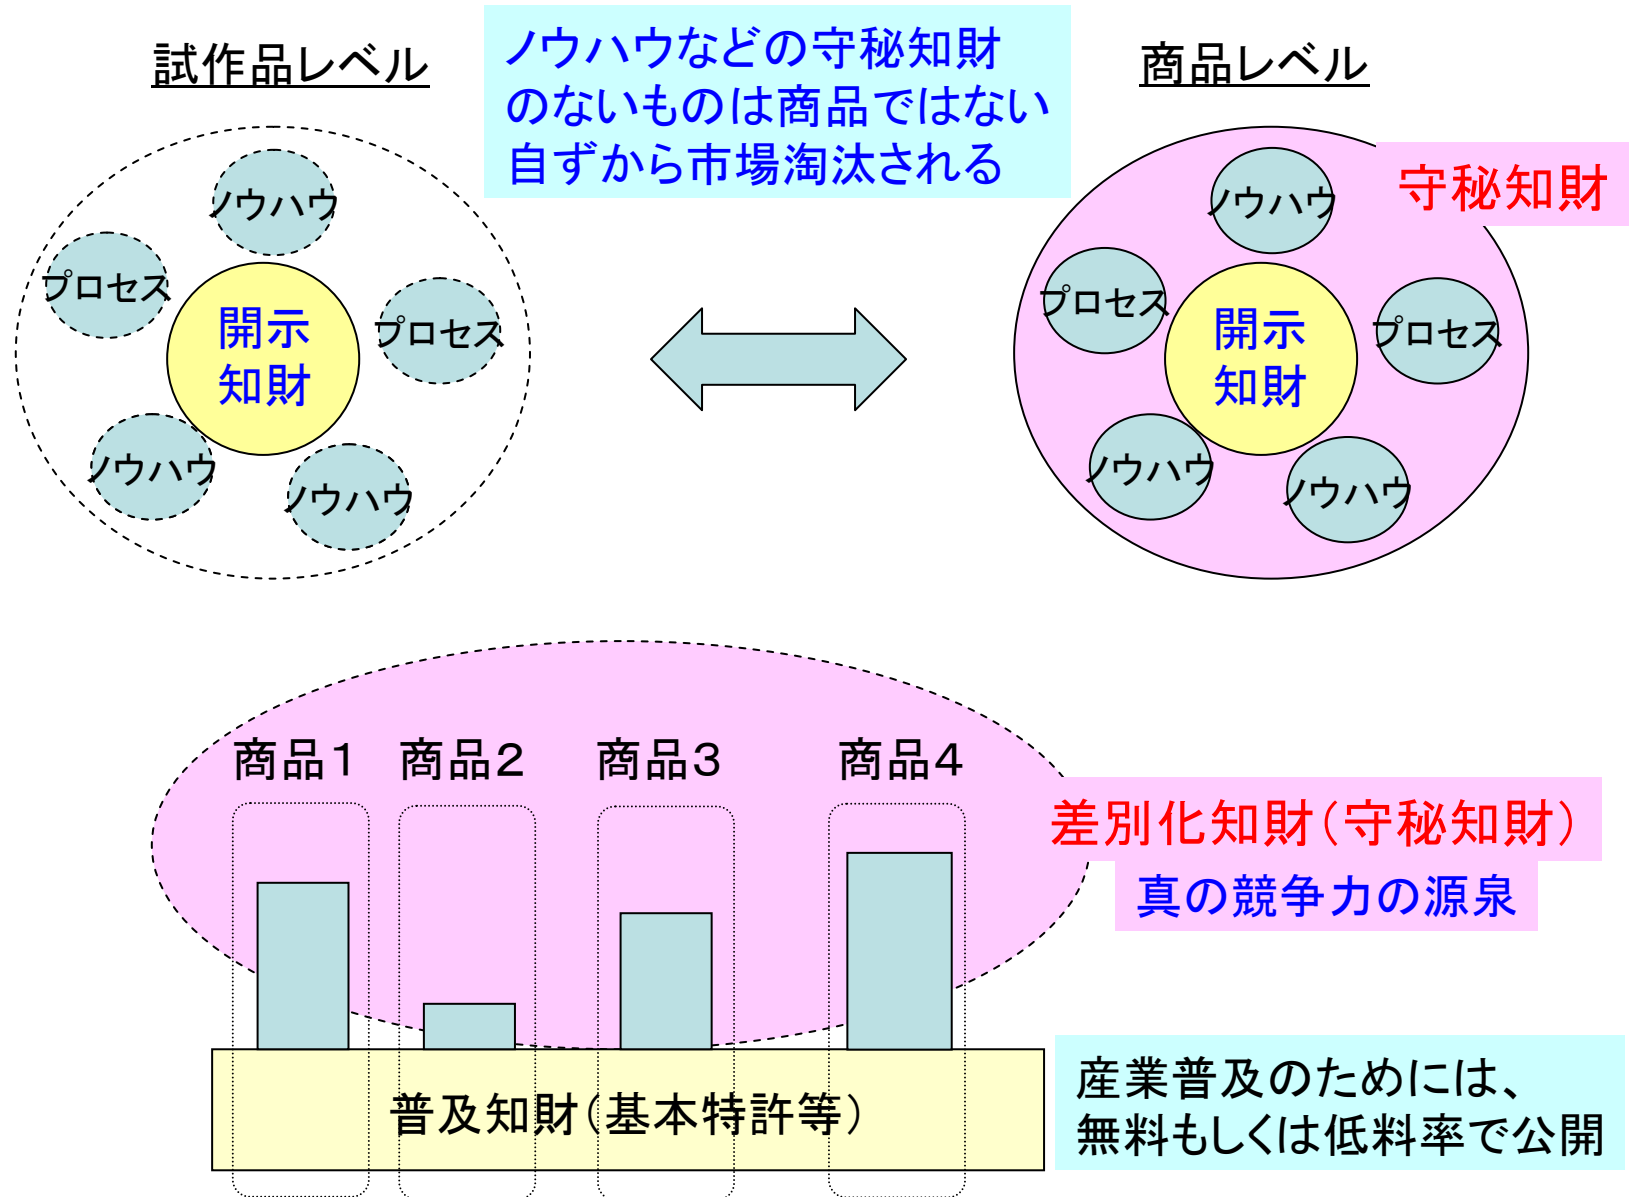 試作品レベル
ノウハウなどの守秘知財
のないものは商品ではない
自ずから市場淘汰される
商品レベル
守秘知財
ノウハウ
プロセス
プロセス
開示
知財
ノウハウ
ノウハウ
ノウハウ
プロセス
プロセス
開示
知財
ノウハウ
ノウハウ
商品１
商品２
商品３
商品４
差別化知財（守秘知財）
真の競争力の源泉
普及知財（基本特許等）
産業普及のためには、
無料もしくは低料率で公開